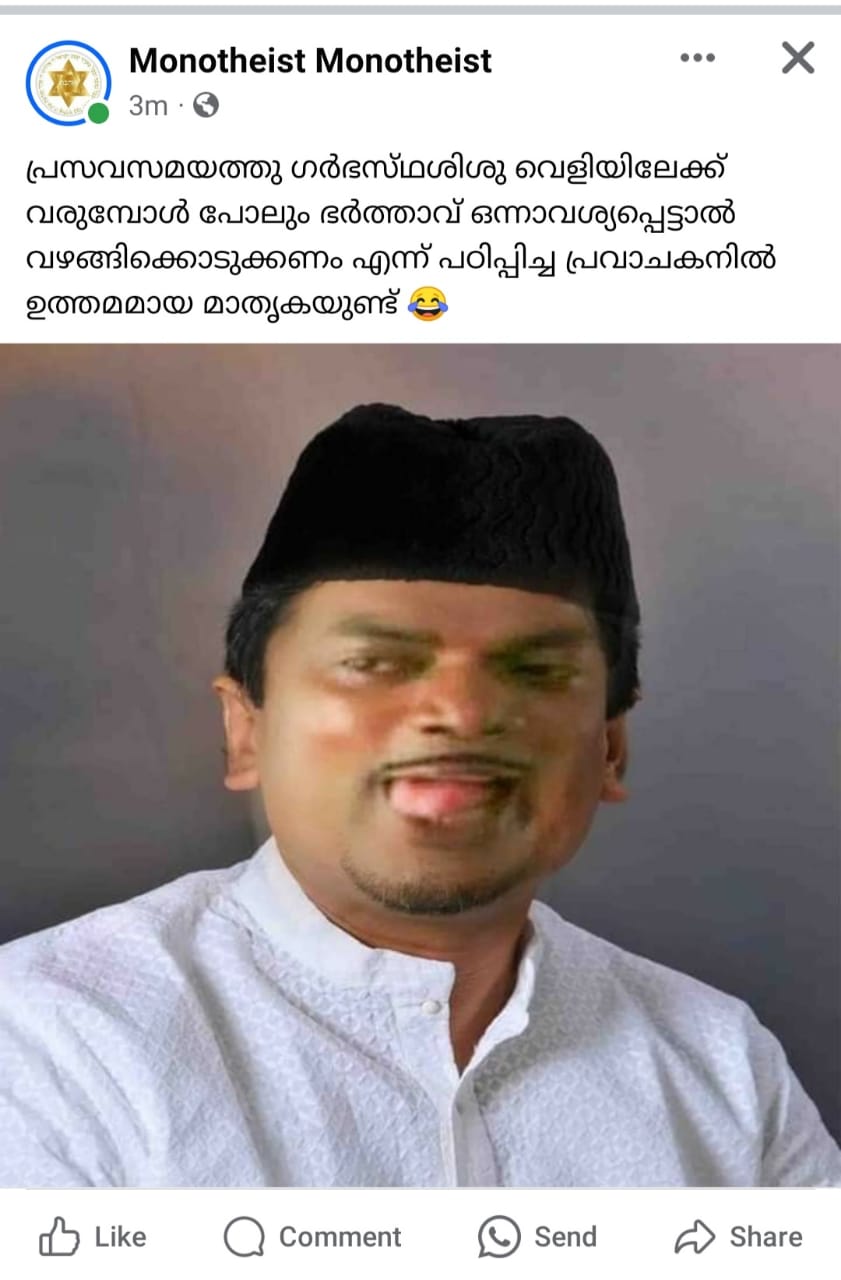 Monotheist Monotheist
3m ·
പ്രസവസമയത്തു ഗർഭസ്ഥശിശു വെളിയിലേക്ക്
വരുമ്പോൾ പോലും ഭർത്താവ് ഒന്നാവശ്യപ്പെട്ടാൽ
വഴങ്ങിക്കൊടുക്കണം എന്ന് പഠിപ്പിച്ച പ്രവാചകനിൽ
ഉത്തമമായ മാതൃകയുണ്ട് 😂
Like Comment Send Share